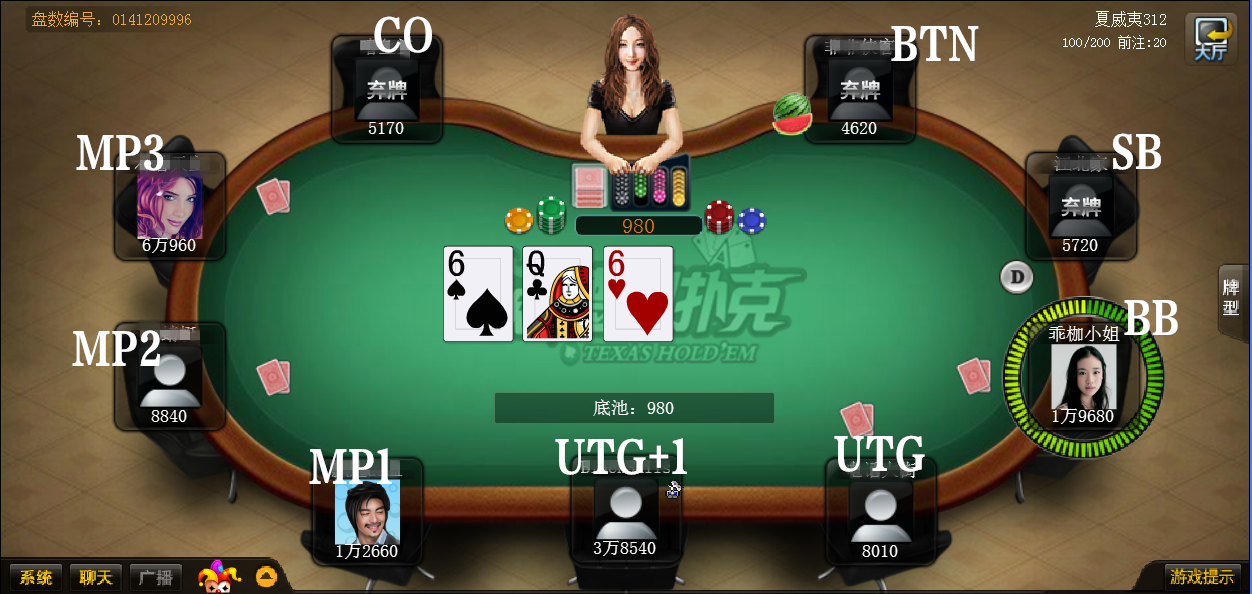 盘数编号：0141209996
CO
弃牌
5170
BTN
弃牌
4620
夏威夷312
100/200 前注:20
大厅
MP3
6万960
SB
弃牌
5720
980
6
Q
6
扑克
TEXAS HOLD'EM
D
牌型
MP2
8840
BB
乖枷小姐
1万9680
底池：980
MP1
1万2660
UTG+1
3万8540
UTG
8010
系统
聊天
广播
游戏提示